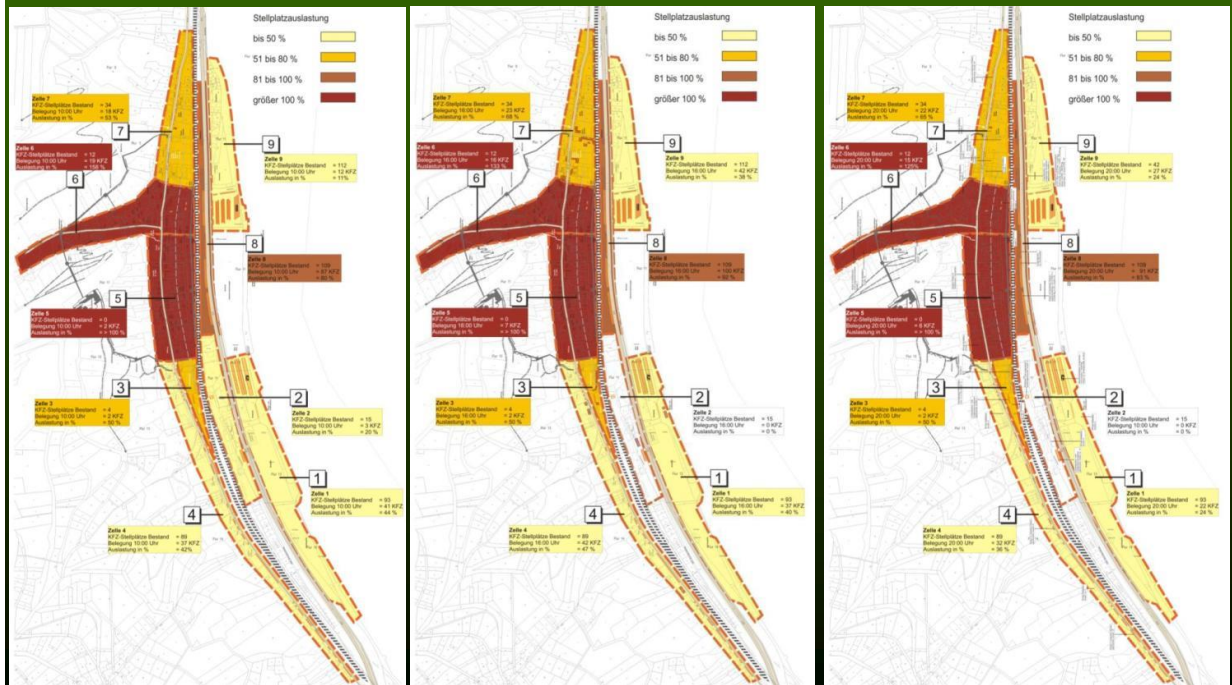 Stellplatzauslastung
bis 50 %
51 bis 80 %
81 bis 100 %
größer 100 %
Zelle 7
KFZ-Stellplätze Bestand = 34
Belegung 10:00 Uhr = 18 KFZ
Auslastung in % = 53 %
7
Zelle 6
KFZ-Stellplätze Bestand = 12
Belegung 10:00 Uhr = 19 KFZ
Auslastung in % = 158 %
6
9
Zelle 9
KFZ-Stellplätze Bestand = 112
Belegung 10:00 Uhr = 12 KFZ
Auslastung in % = 11%
8
KFZ-Stellplätze Bestand = 109
Belegung 10:00 Uhr = 87 KFZ
Auslastung in % = 80 %
5
Zelle 5
KFZ-Stellplätze Bestand = 0
Belegung 10:00 Uhr = 2 KFZ
Auslastung in % = 100 %
3
KFZ-Stellplätze Bestand = 4
Belegung 10:00 Uhr = 2 KFZ
Auslastung in % = 50 %
2
Zelle 2
KFZ-Stellplätze Bestand = 15
Belegung 10:00 Uhr = 3 KFZ
Auslastung in % = 20 %
1
Zelle 1
KFZ-Stellplätze Bestand = 93
Belegung 10:00 Uhr = 41 KFZ
Auslastung in % = 44 %
4
Zelle 4
KFZ-Stellplätze Bestand = 89
Belegung 10:00 Uhr = 37 KFZ
Auslastung in % = 42%
Stellplatzauslastung
bis 50 %
51 bis 80 %
81 bis 100 %
größer 100 %
Zelle 7
KFZ-Stellplätze Bestand = 34
Belegung 16:00 Uhr = 23 KFZ
Auslastung in % = 68 %
7
Zelle 6
KFZ-Stellplätze Bestand = 12
Belegung 16:00 Uhr = 16 KFZ
Auslastung in % = 133 %
6
9
Zelle 9
KFZ-Stellplätze Bestand = 112
Belegung 16:00 Uhr = 42 KFZ
Auslastung in % = 38 %
8
KFZ-Stellplätze Bestand = 109
Belegung 16:00 Uhr = 100 KFZ
Auslastung in % = 92 %
5
KFZ-Stellplätze Bestand = 0
Belegung 16:00 Uhr = 7 KFZ
Auslastung in % = 100 %
3
KFZ-Stellplätze Bestand = 4
Belegung 16:00 Uhr = 2 KFZ
Auslastung in % = 50 %
2
Zelle 2
KFZ-Stellplätze Bestand = 15
Belegung 16:00 Uhr = 0 KFZ
Auslastung in % = 0 %
1
Zelle 1
KFZ-Stellplätze Bestand = 93
Belegung 16:00 Uhr = 37 KFZ
Auslastung in % = 40 %
4
Zelle 4
KFZ-Stellplätze Bestand = 89
Belegung 16:00 Uhr = 42 KFZ
Auslastung in % = 47 %
Stellplatzauslastung
bis 50 %
51 bis 80 %
81 bis 100 %
größer 100 %
Zelle 7
KFZ-Stellplätze Bestand = 34
Belegung 20:00 Uhr = 22 KFZ
Auslastung in % = 65 %
7
Zelle 6
KFZ-Stellplätze Bestand = 12
Belegung 20:00 Uhr = 15 KFZ
Auslastung in % = 125%
6
9
Zelle 9
KFZ-Stellplätze Bestand = 42
Belegung 20:00 Uhr = 27 KFZ
Auslastung in % = 24 %
8
KFZ-Stellplätze Bestand = 109
Belegung 20:00 Uhr = 91 KFZ
Auslastung in % = 83 %
5
Zelle 5
KFZ-Stellplätze Bestand = 0
Belegung 20:00 Uhr
Auslastung in % = 100 %
3
KFZ-Stellplätze Bestand = 4
Belegung 20:00 Uhr = 2 KFZ
Auslastung in % = 50 %
2
Zelle 2
KFZ-Stellplätze Bestand = 15
Belegung 10:00 Uhr = 0 KFZ
Auslastung in % = 0 %
1
Zelle 1
KFZ-Stellplätze Bestand = 93
Belegung 20:00 Uhr = 22 KFZ
Auslastung in % = 24 %
4
Zelle 4
KFZ-Stellplätze Bestand = 89
Belegung 20:00 Uhr = 32 KFZ
Auslastung in % = 36 %